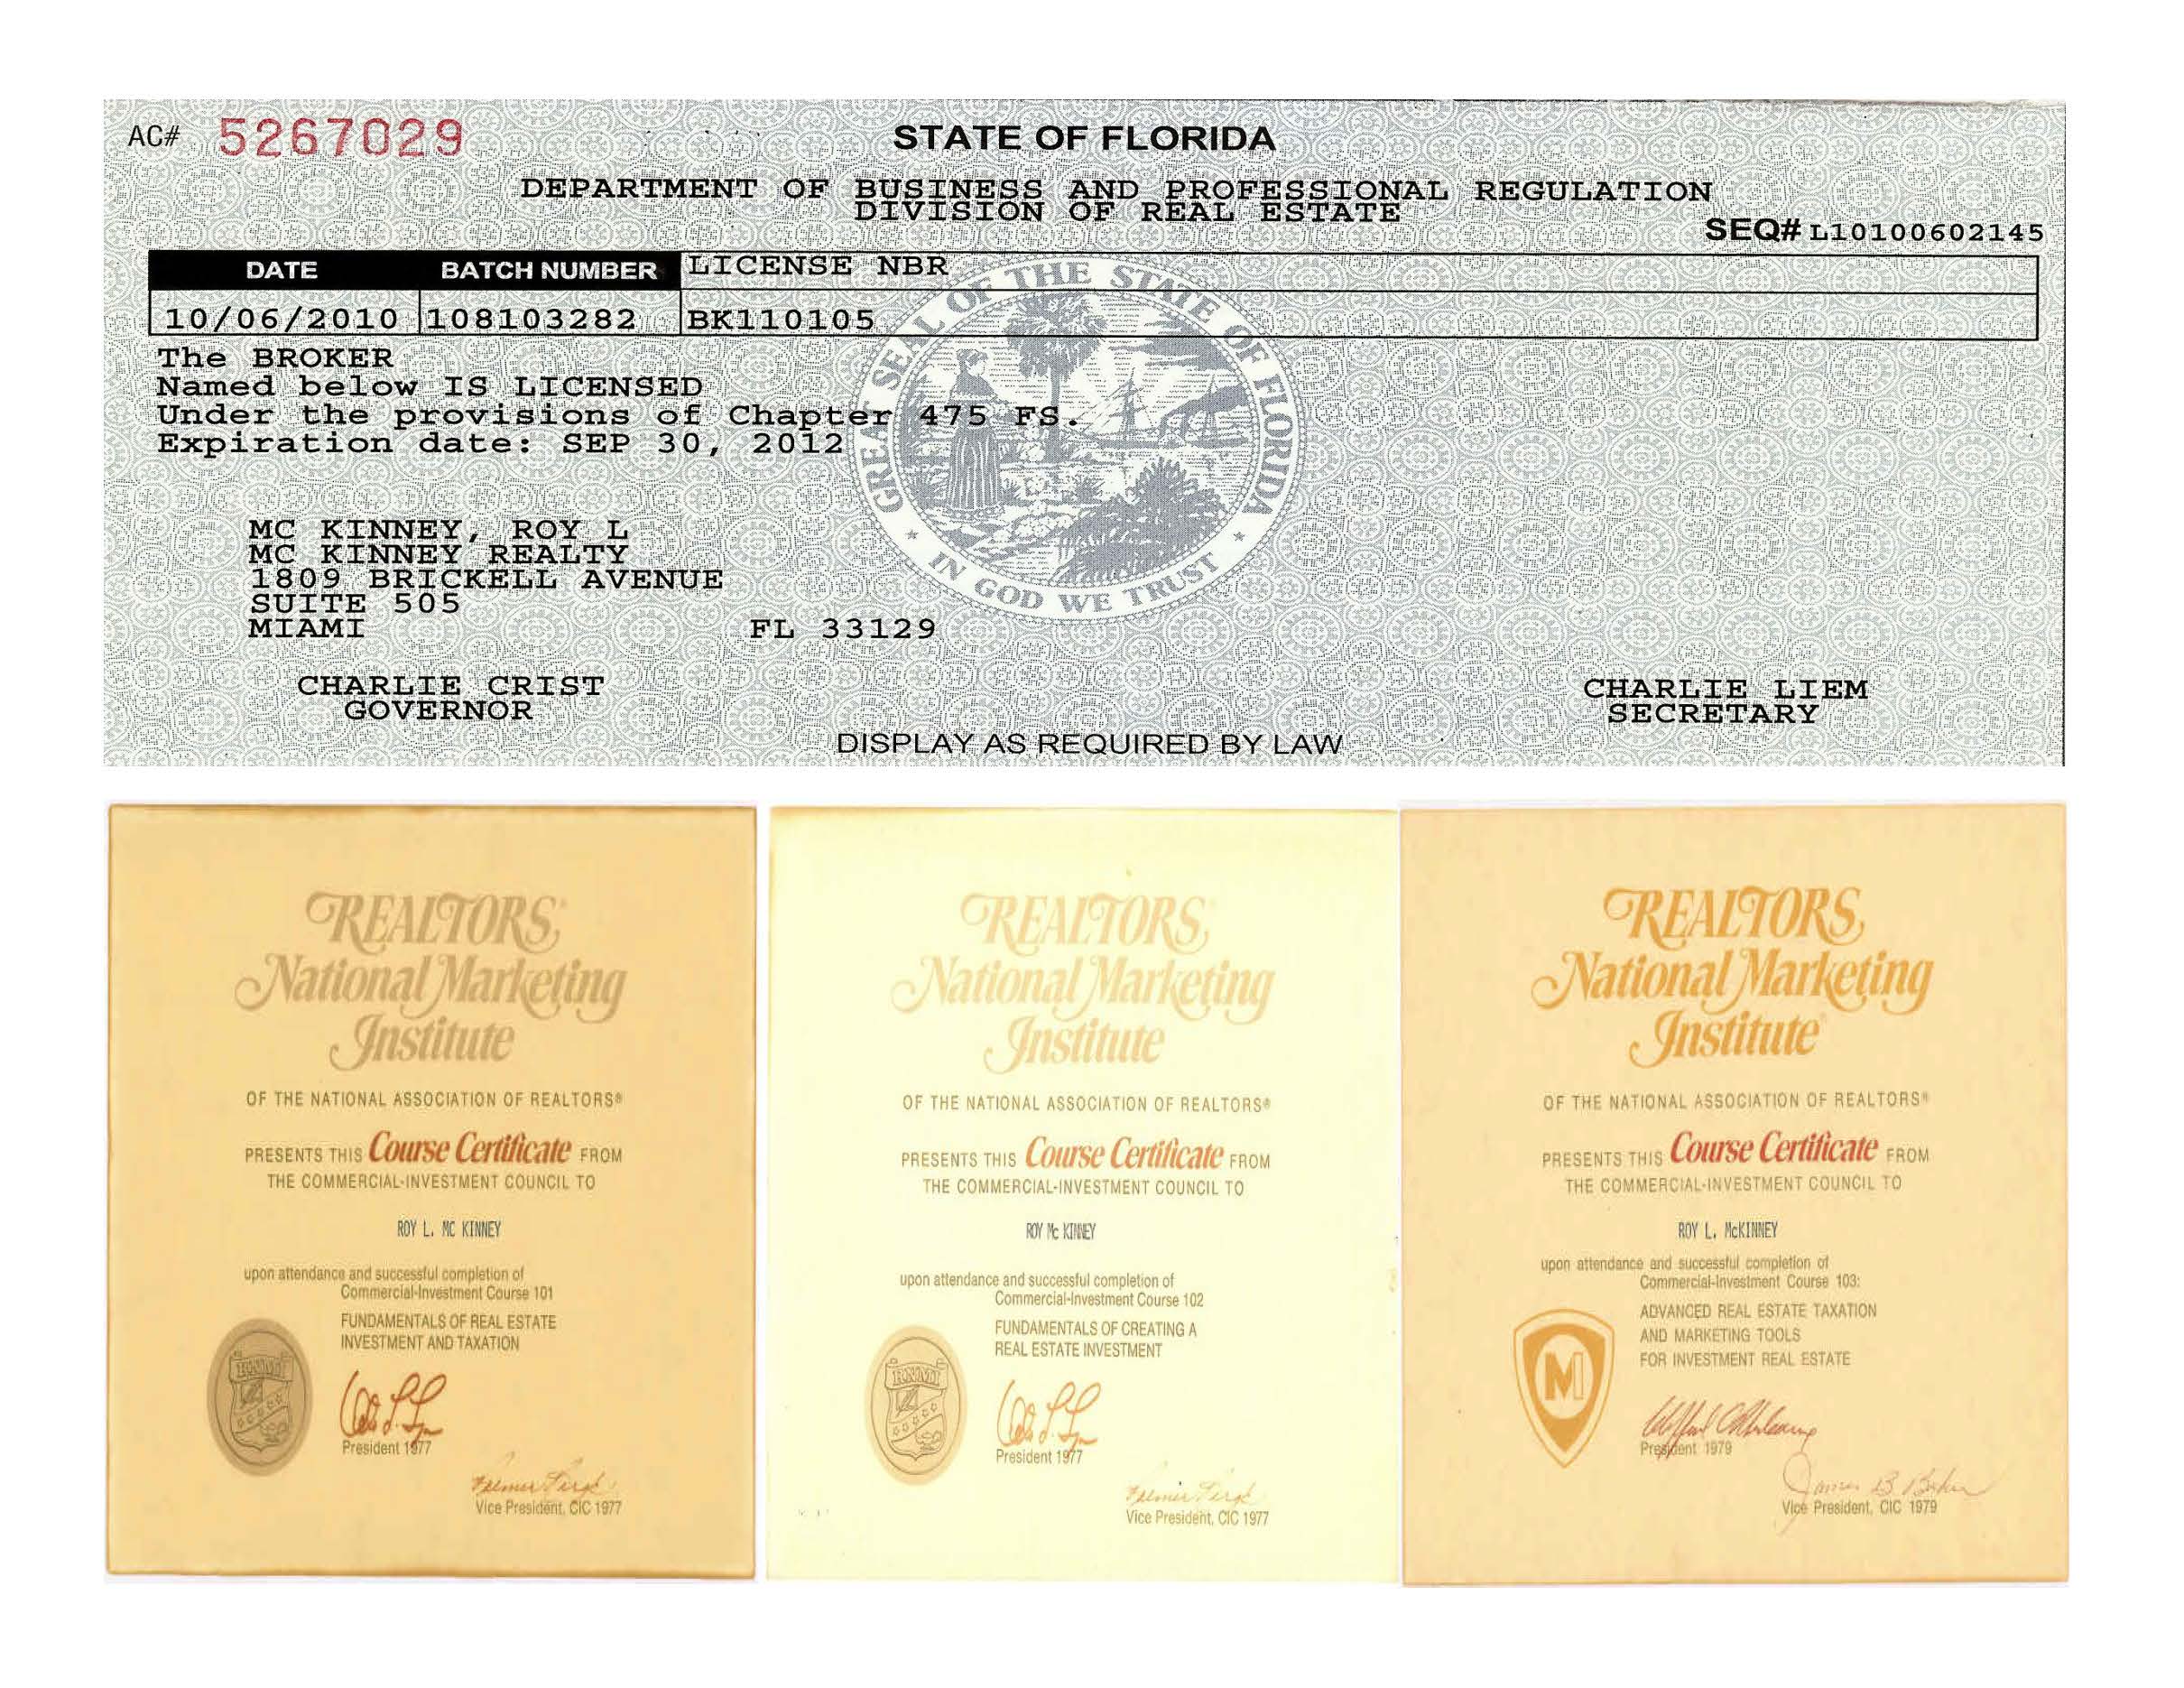 AC# 5267029
STATE OF FLORIDA
DEPARTMENT OF BUSINESS AND PROFESSIONAL REGULATION
DIVISION OF REAL ESTATE
SEQ# L10100602145
DATE BATCH NUMBER LICENSE NBR
10/06/2010 108103282 BK110105
The BROKER
Named below IS LICENSED
Under the provisions of Chapter 475 FS.
Expiration date: SEP 30, 2012
GREAT SEAL OF THE STATE OF FLORIDA
IN GOD WE TRUST
MC KINNEY, ROY L
MC KINNEY REALTY
1809 BRICKELL AVENUE
SUITE 505
MIAMI FL 33129
CHARLIE CRIST
GOVERNOR
CHARLIE LIEM
SECRETARY
DISPLAY AS REQUIRED BY LAW
REALTORS®
National Marketing
Institute
OF THE NATIONAL ASSOCIATION OF REALTORS®
PRESENTS THIS Course Certificate FROM
THE COMMERCIAL-INVESTMENT COUNCIL TO
ROY L. MC KINNEY
upon attendance and successful completion of
Commercial-Investment Course 101
FUNDAMENTALS OF REAL ESTATE
INVESTMENT AND TAXATION
RNMI
President 1977
Vice President, CIC 1977
REALTORS
National Marketing
Institute
OF THE NATIONAL ASSOCIATION OF REALTORS®
PRESENTS THIS Course Certificate FROM
THE COMMERCIAL-INVESTMENT COUNCIL TO
ROY Mc KINNEY
upon attendance and successful completion of
Commercial-Investment Course 102
FUNDAMENTALS OF CREATING A
REAL ESTATE INVESTMENT
RNMI
President 1977
Vice President, CIC 1977
REALTORS
National Marketing
Institute®
OF THE NATIONAL ASSOCIATION OF REALTORS®
PRESENTS THIS Course Certificate FROM
THE COMMERCIAL-INVESTMENT COUNCIL TO
ROY L. McKINNEY
upon attendance and successful completion of
Commercial-Investment Course 103:
ADVANCED REAL ESTATE TAXATION
AND MARKETING TOOLS
FOR INVESTMENT REAL ESTATE
M
President 1979
James B Baker
Vice President, CIC 1979